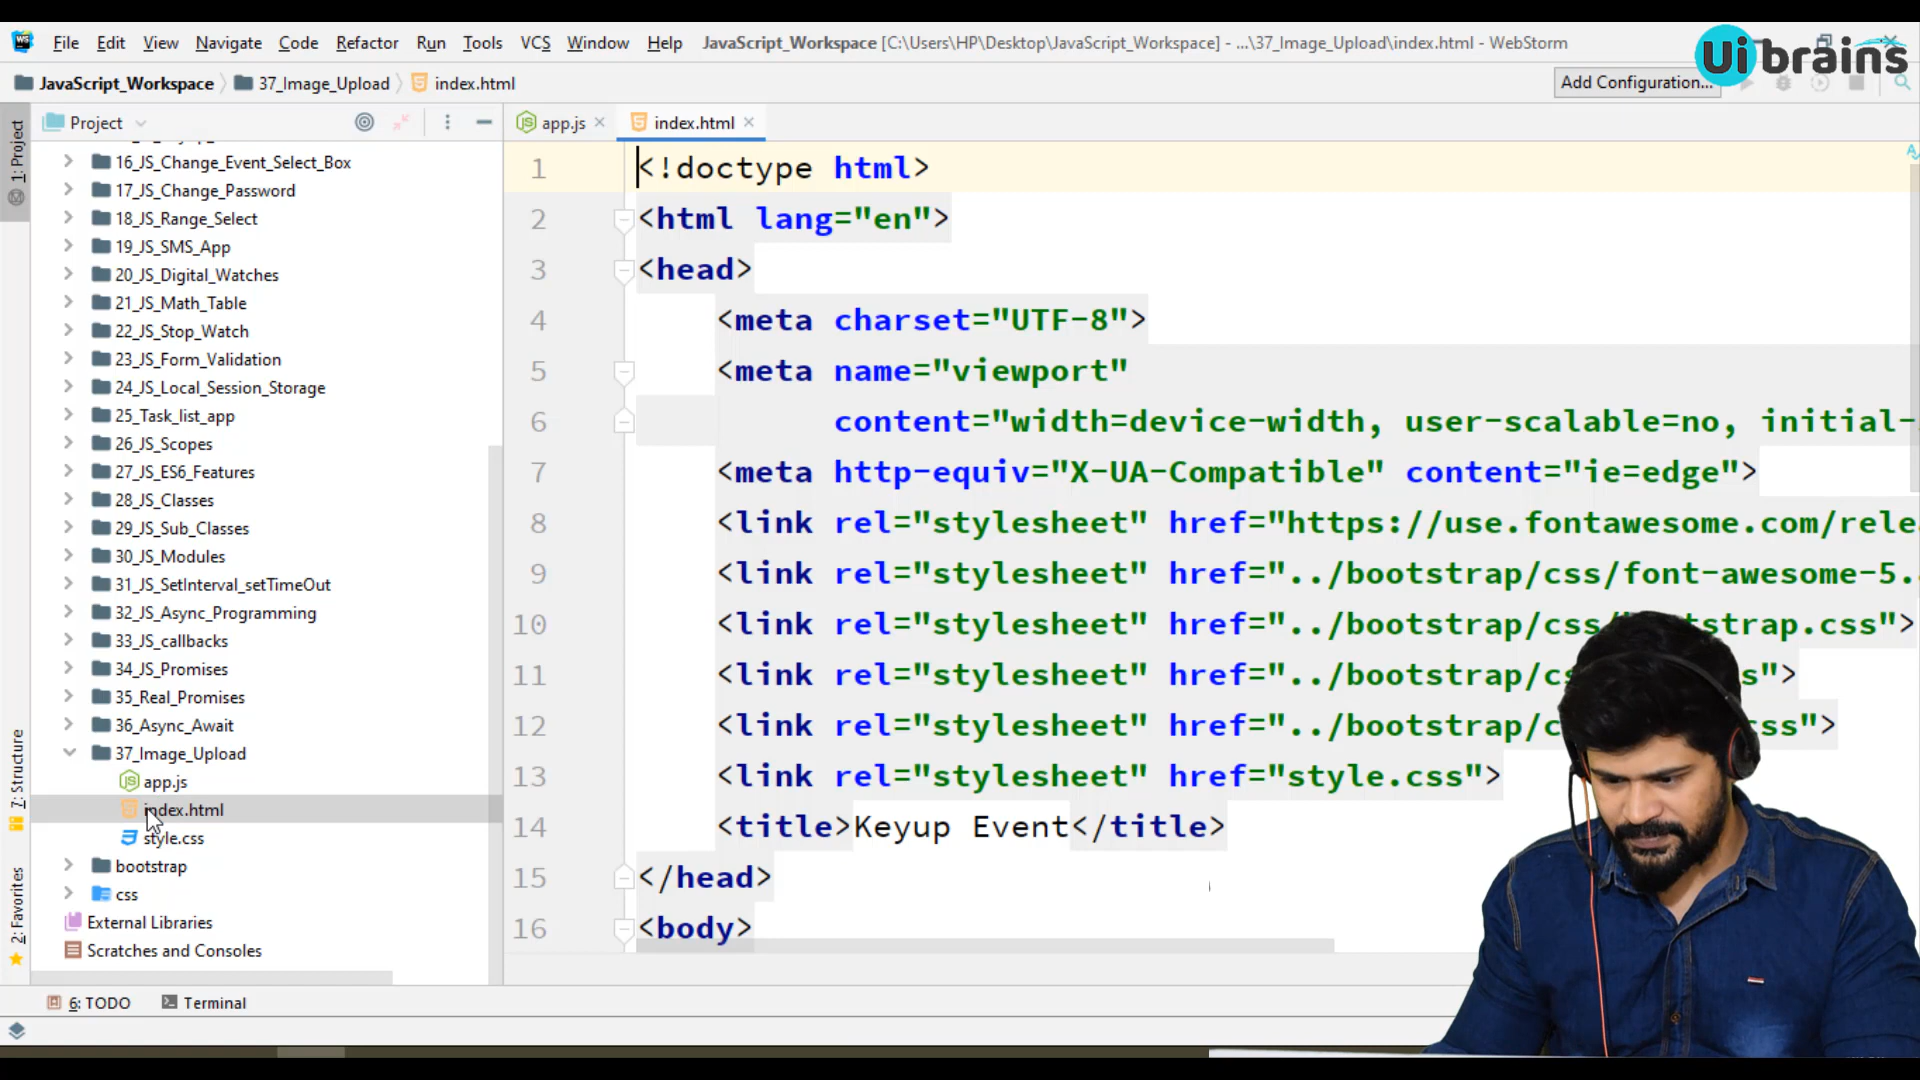 File Edit View Navigate Code Refactor Run Tools VCS Window Help JavaScript_Workspace [C:\Users\HP\Desktop\JavaScript_Workspace] - ...\37_Image_Upload\index.html - WebStorm
Ui brains
JavaScript_Workspace 37_Image_Upload index.html
Add Configuration...
1: Project
Project
app.js
index.html
16_JS_Change_Event_Select_Box
17_JS_Change_Password
18_JS_Range_Select
19_JS_SMS_App
20_JS_Digital_Watches
21_JS_Math_Table
22_JS_Stop_Watch
23_JS_Form_Validation
24_JS_Local_Session_Storage
25_Task_list_app
26_JS_Scopes
27_JS_ES6_Features
28_JS_Classes
29_JS_Sub_Classes
30_JS_Modules
31_JS_SetInterval_setTimeOut
32_JS_Async_Programming
33_JS_callbacks
34_JS_Promises
35_Real_Promises
36_Async_Await
37_Image_Upload
app.js
index.html
style.css
bootstrap
css
External Libraries
Scratches and Consoles
7: Structure
2: Favorites
1 <!doctype html>
2 <html lang="en">
3 <head>
4 <meta charset="UTF-8">
5 <meta name="viewport"
6 content="width=device-width, user-scalable=no, initial-
7 <meta http-equiv="X-UA-Compatible" content="ie=edge">
8 <link rel="stylesheet" href="https://use.fontawesome.com/rele
9 <link rel="stylesheet" href="../bootstrap/css/font-awesome-5.
10 <link rel="stylesheet" href="../bootstrap/css/ tstrap.css">
11 <link rel="stylesheet" href="../bootstrap/c s">
12 <link rel="stylesheet" href="../bootstrap/c ss">
13 <link rel="stylesheet" href="style.css">
14 <title>Keyup Event</title>
15 </head>
16 <body>
6: TODO Terminal